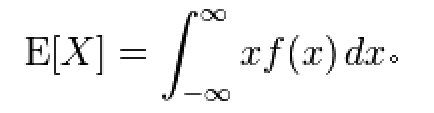 E[X] = ∫_{-∞}^{∞} x f(x) dx。